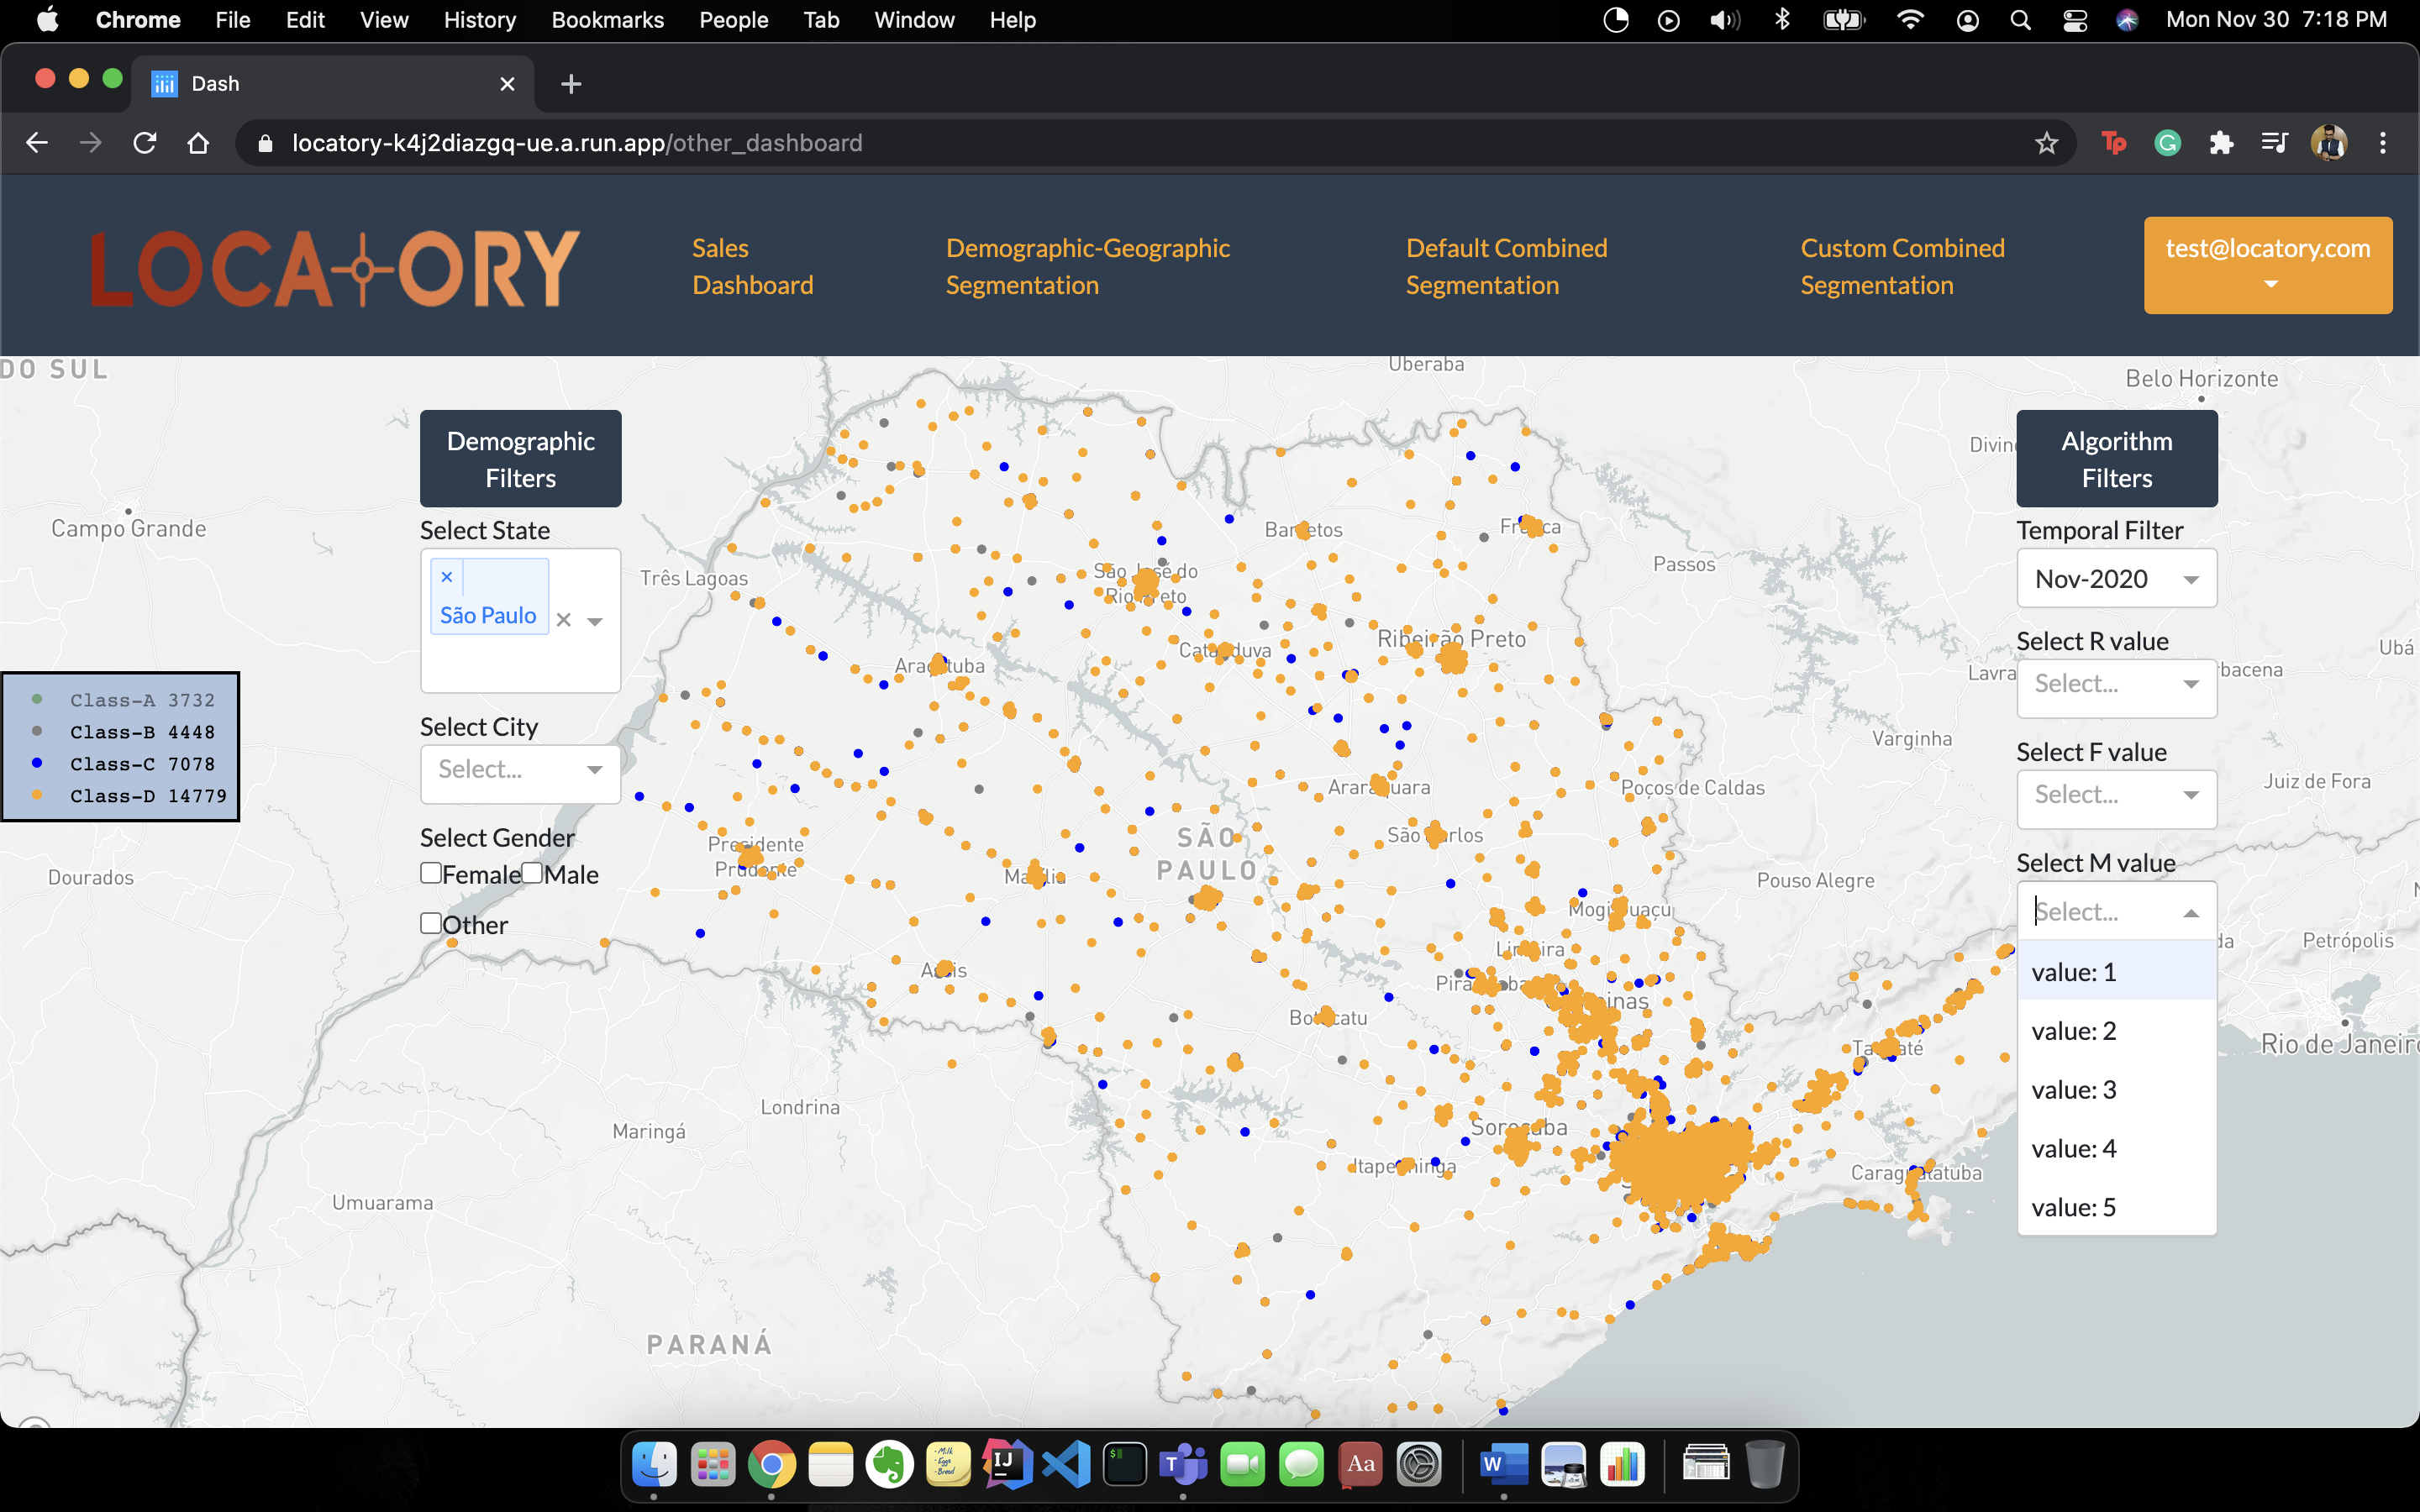 Chrome File Edit View History Bookmarks People Tab Window Help Mon Nov 30 7:18 PM
Dash
locatory-k4j2diazgq-ue.a.run.app/other_dashboard
LOCATORY
Sales
Dashboard
Demographic-Geographic
Segmentation
Default Combined
Segmentation
Custom Combined
Segmentation
test@locatory.com
DO SUL
Uberaba
Belo Horizonte
Demographic
Filters
Select State
× São Paulo
Select City
Select...
Select Gender
Female Male
Other
Class-A 3732
Class-B 4448
Class-C 7078
Class-D 14779
Algorithm
Filters
Temporal Filter
Nov-2020
Select R value
Select...
Select F value
Select...
Select M value
Select...
value: 1
value: 2
value: 3
value: 4
value: 5
Campo Grande
Três Lagoas
Barretos
Franca
Passos
São José do
Rio Preto
Catanduva
Ribeirão Preto
Araçatuba
Varginha
Ubá
Juiz de Fora
Araraquara
Poços de Caldas
São Carlos
SÃO
PAULO
Presidente
Prudente
Dourados
Marília
Pouso Alegre
Mogi Guaçu
Petrópolis
Limeira
Assis
Botucatu
Rio de Janeiro
Taubaté
Londrina
Maringá
Sorocaba
Itapetininga
Caraguatatuba
Umuarama
PARANÁ
W
Aa
IJ
T